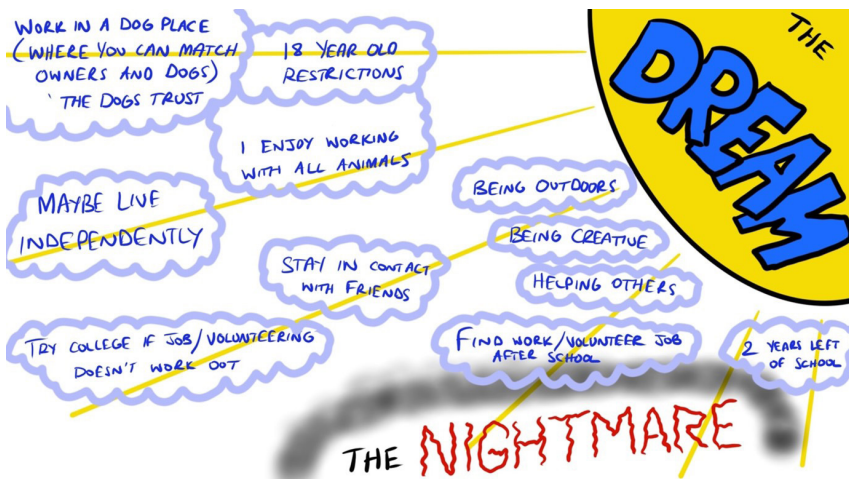 WORK IN A DOG PLACE
(WHERE YOU CAN MATCH
OWNERS AND DOGS)
' THE DOGS TRUST
18 YEAR OLD
RESTRICTIONS
THE
DREAM
I ENJOY WORKING
WITH ALL ANIMALS
MAYBE LIVE
INDEPENDENTLY
BEING OUTDOORS
BEING CREATIVE
HELPING OTHERS
STAY IN CONTACT
WITH FRIENDS
TRY COLLEGE IF JOB/VOLUNTEERING
DOESN'T WORK OOT
FIND WORK/VOLUNTEER JOB
AFTER SCHOOL
2 YEARS LEFT
OF SCHOOL
THE NIGHTMARE